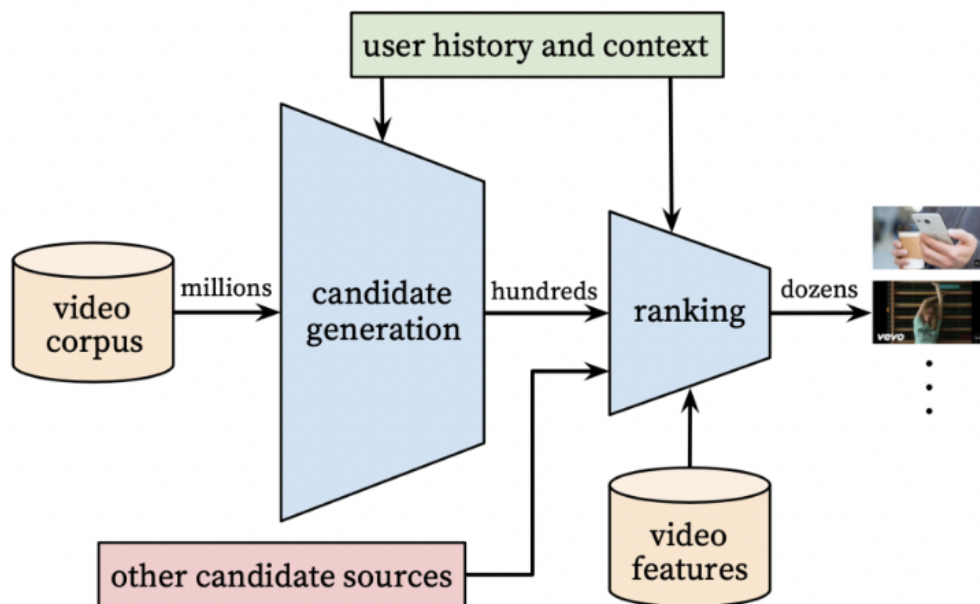 user history and context
video
corpus
millions
candidate
generation
hundreds
ranking
dozens
vevo
other candidate sources
video
features